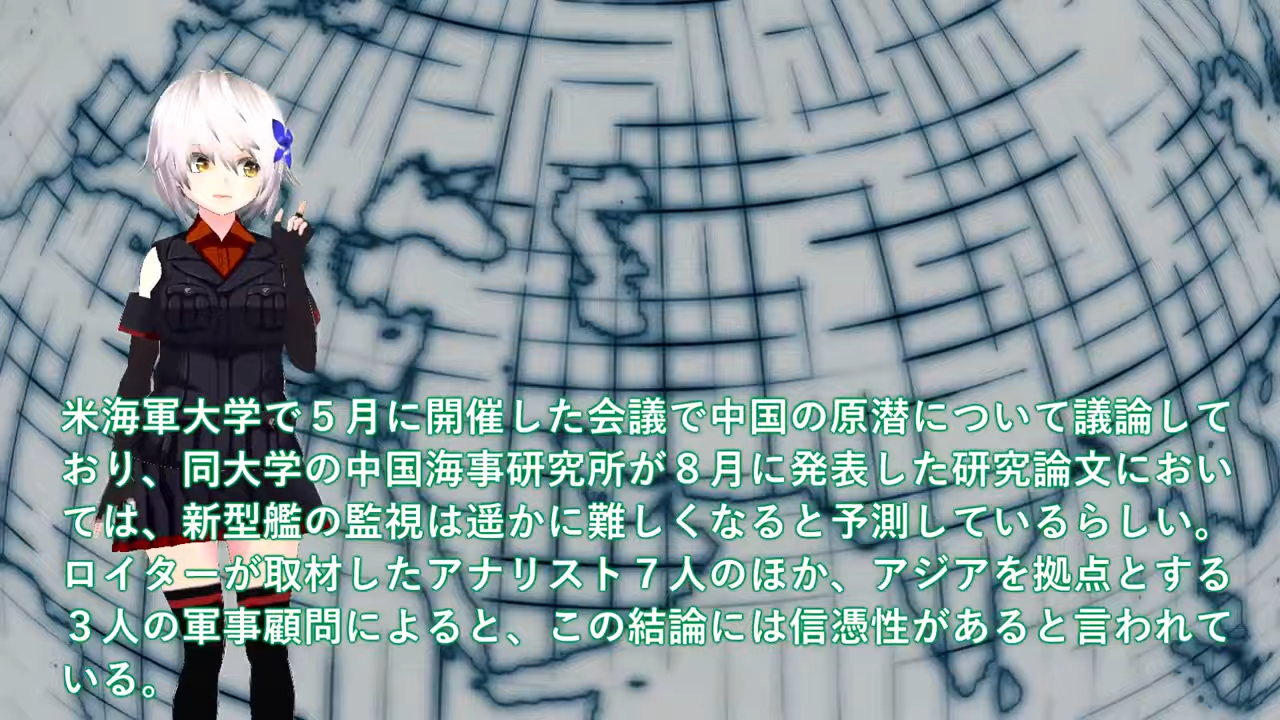 米海軍大学で５月に開催した会議で中国の原潜について議論して
おり、同大学の中国海事研究所が８月に発表した研究論文におい
ては、新型艦の監視は遥かに難しくなると予測しているらしい。
ロイターが取材したアナリスト７人のほか、アジアを拠点とする
３人の軍事顧問によると、この結論には信憑性があると言われて
いる。